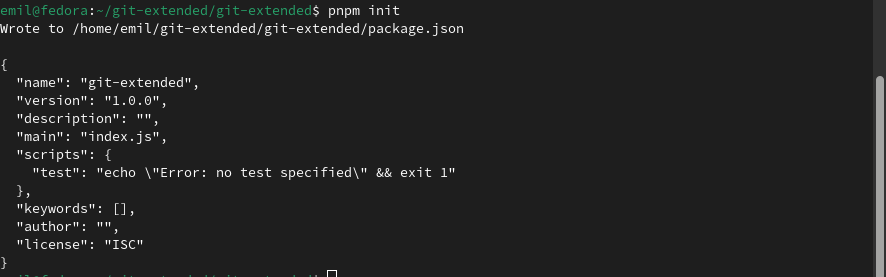 emil@fedora:~/git-extended/git-extended$ pnpm init
Wrote to /home/emil/git-extended/git-extended/package.json
{
  "name": "git-extended",
  "version": "1.0.0",
  "description": "",
  "main": "index.js",
  "scripts": {
    "test": "echo \"Error: no test specified\" && exit 1"
  },
  "keywords": [],
  "author": "",
  "license": "ISC"
}